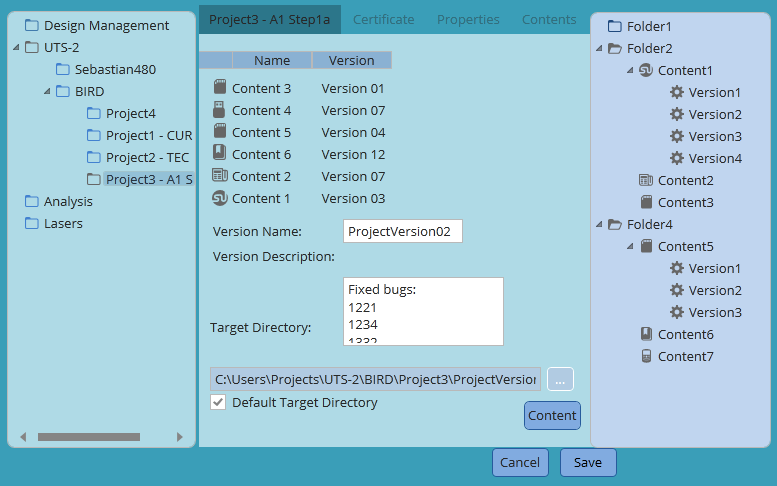 Design Management
UTS-2
Sebastian480
BIRD
Project4
Project1 - CUR
Project2 - TEC
Project3 - A1 S
Analysis
Lasers
Project3 - A1 Step1a
Certificate
Properties
Contents
Name Version
Content 3 Version 01
Content 4 Version 07
Content 5 Version 04
Content 6 Version 12
Content 2 Version 07
Content 1 Version 03
Version Name: ProjectVersion02
Version Description:
Fixed bugs:
1221
1234
1332
Target Directory:
C:\Users\Projects\UTS-2\BIRD\Project3\ProjectVersion
...
Default Target Directory
Content
Cancel
Save
Folder1
Folder2
Content1
Version1
Version2
Version3
Version4
Content2
Content3
Folder4
Content5
Version1
Version2
Version3
Content6
Content7